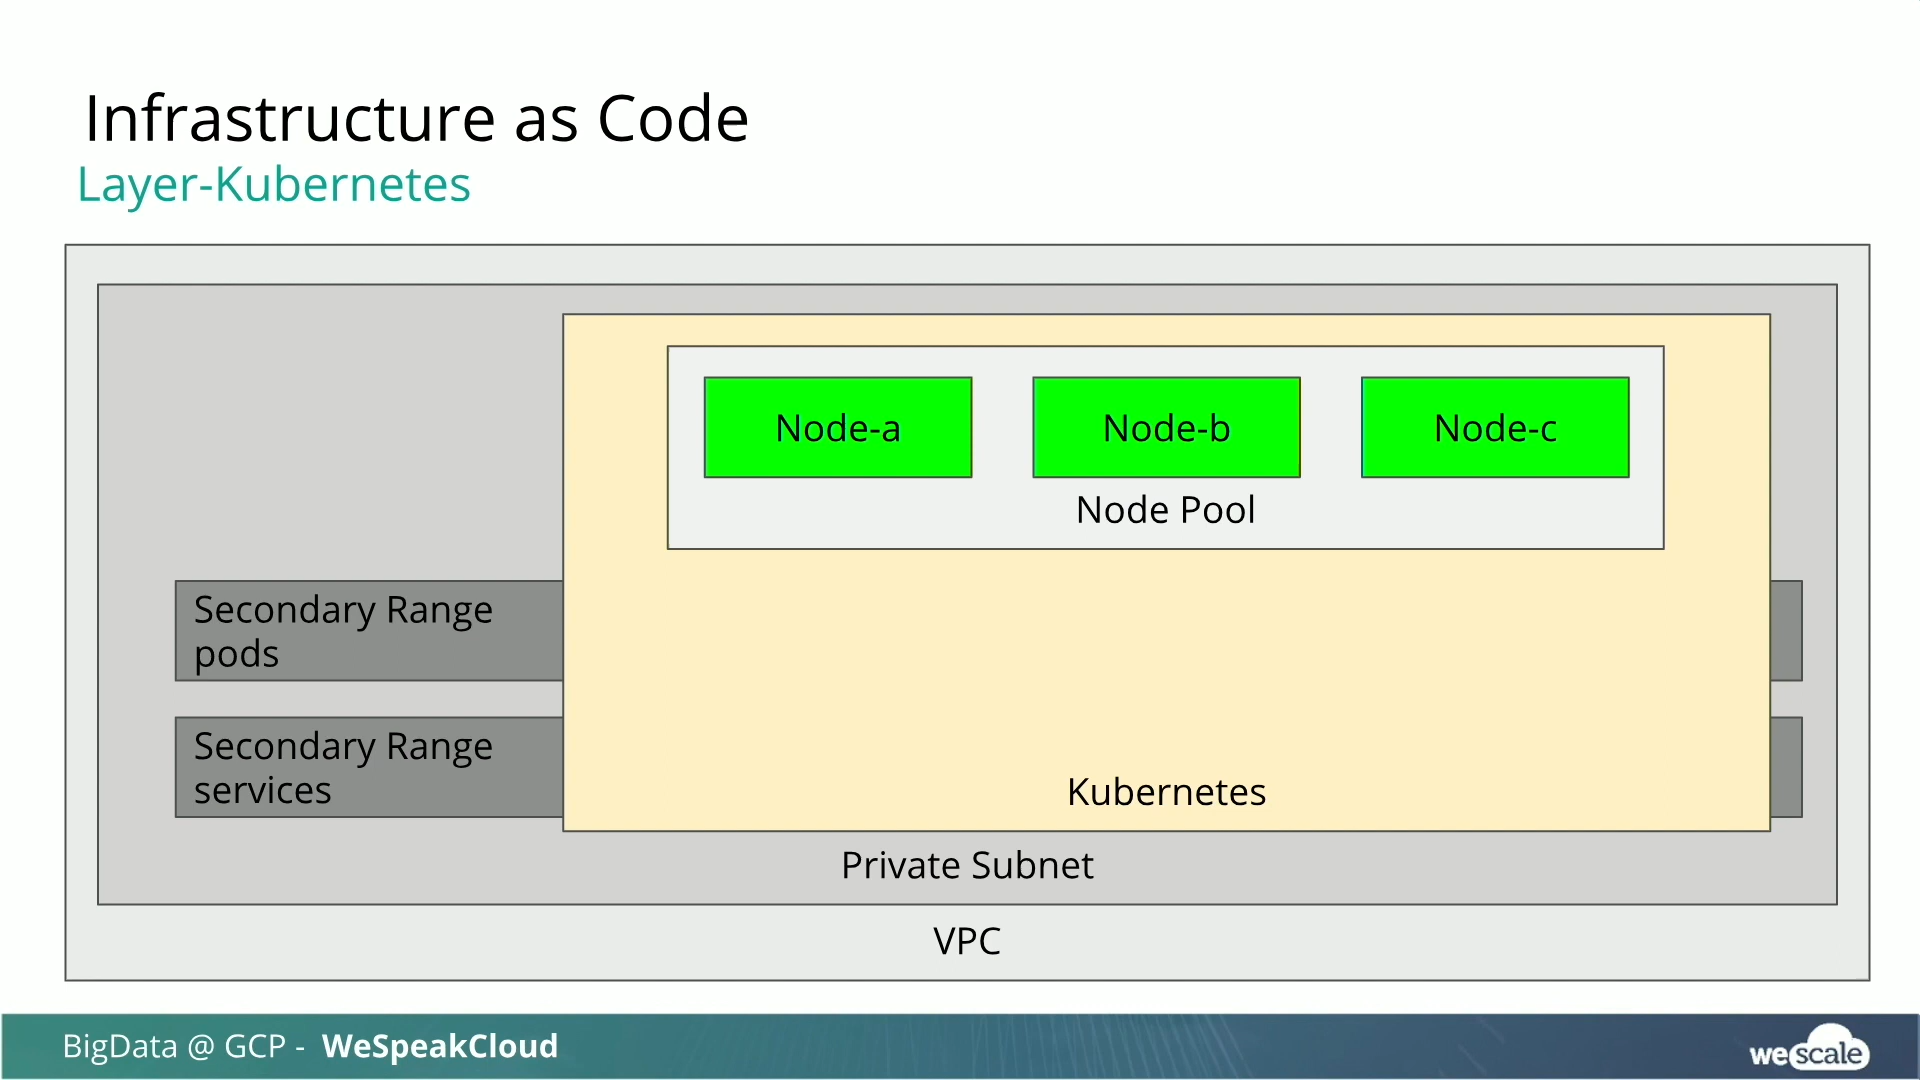 Infrastructure as Code
Layer-Kubernetes
Node-a
Node-b
Node-c
Node Pool
Secondary Range
pods
Secondary Range
services
Kubernetes
Private Subnet
VPC
BigData @ GCP - WeSpeakCloud
wescale